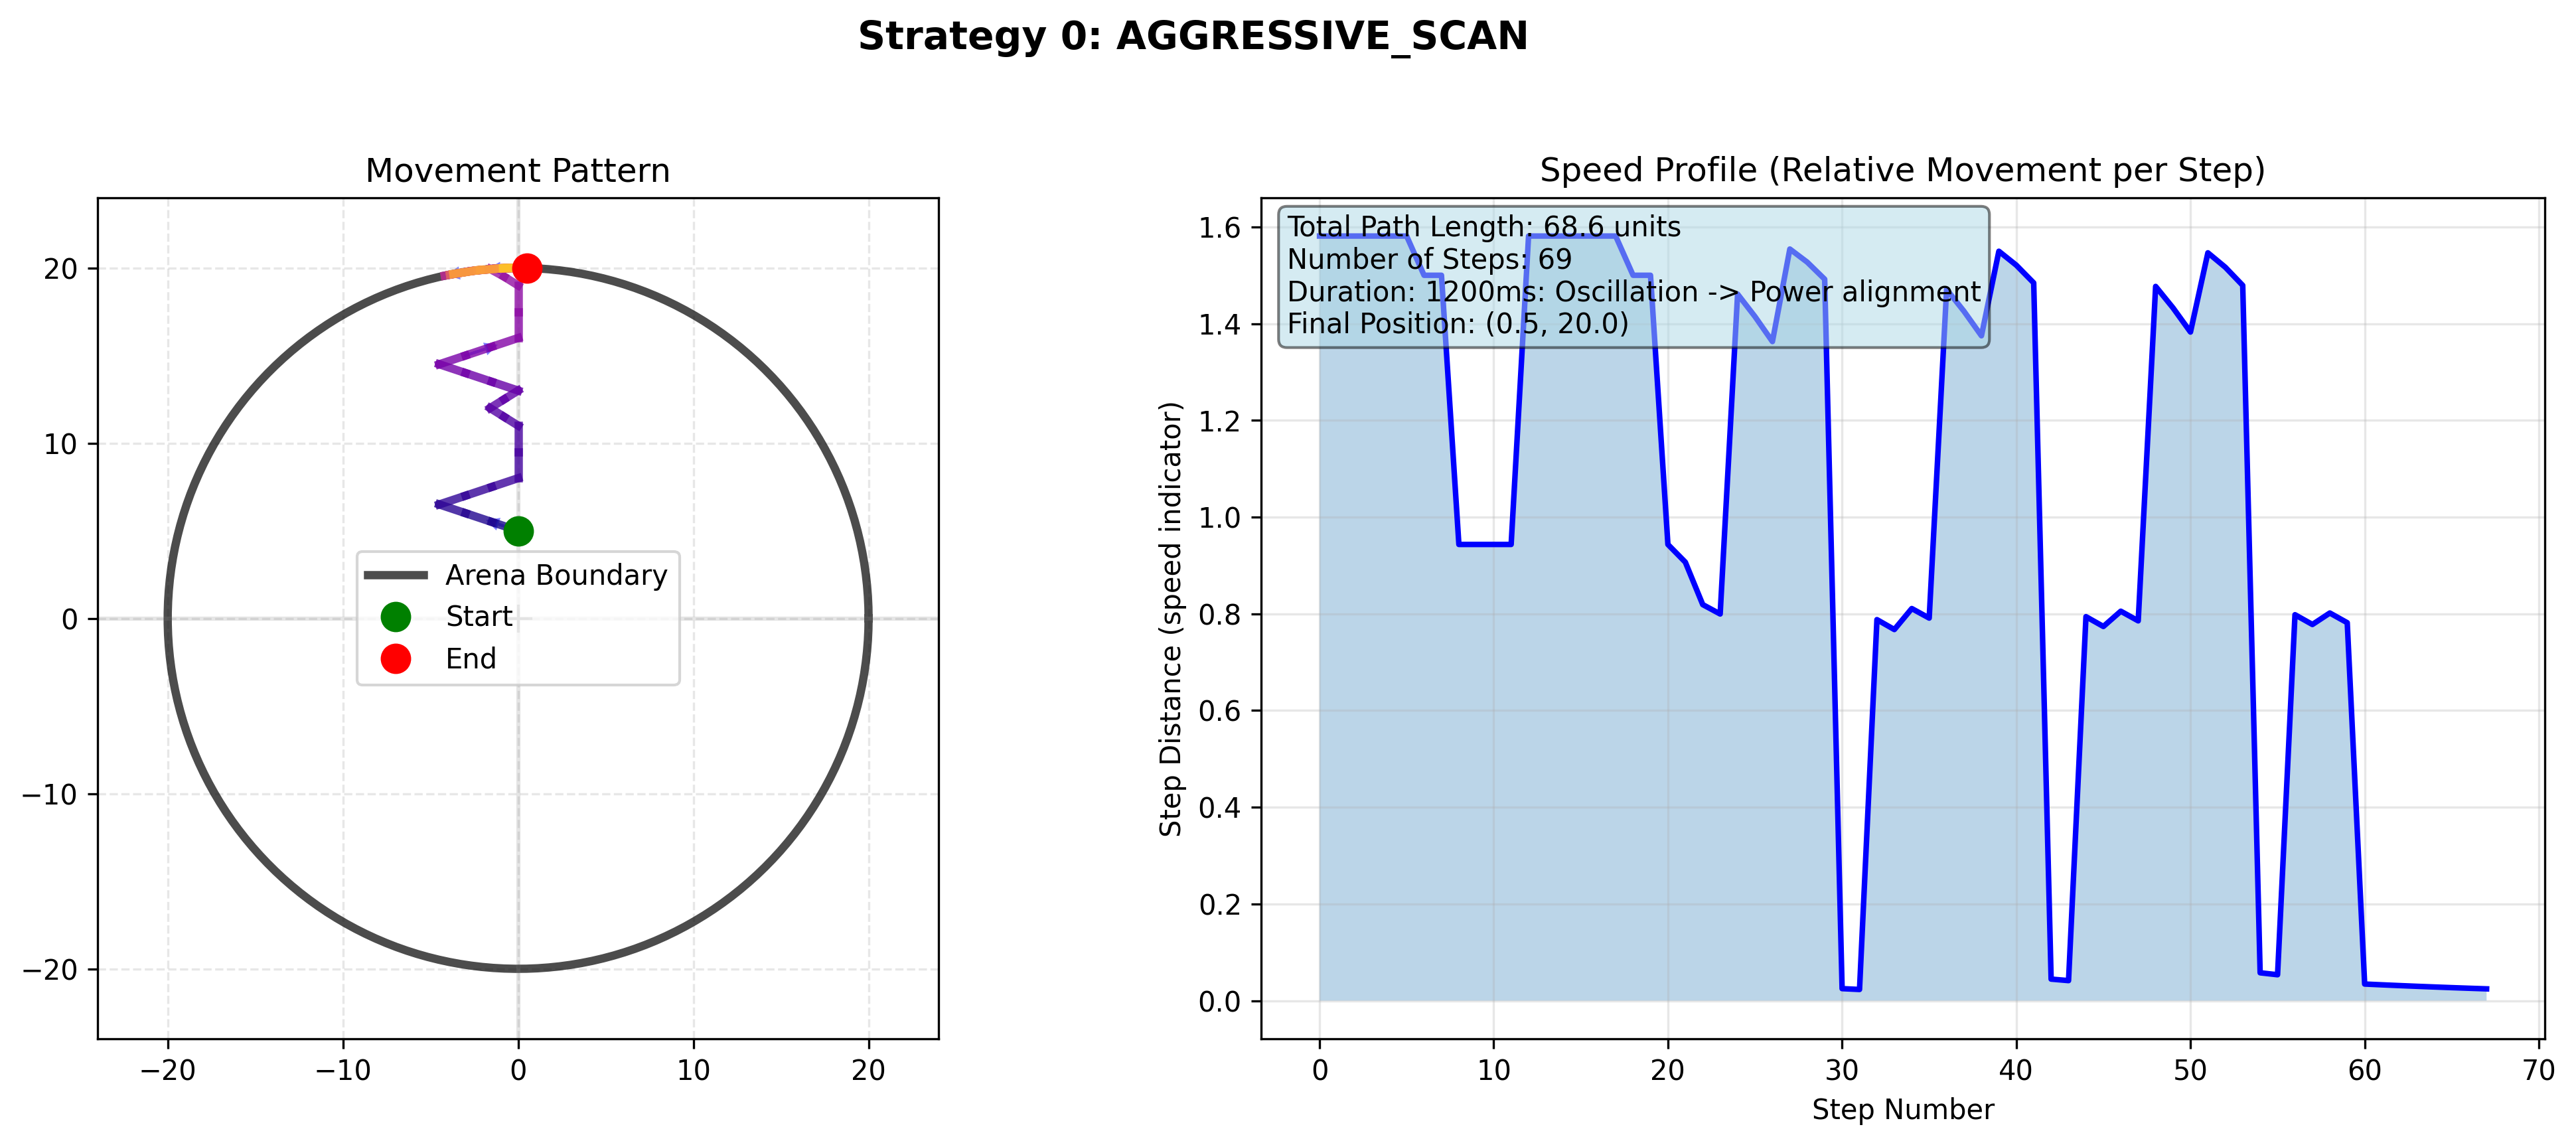 Strategy 0: AGGRESSIVE_SCAN
Movement Pattern
20
10
0
−10
−20
−20
−10
0
10
20
Arena Boundary
Start
End
Speed Profile (Relative Movement per Step)
Total Path Length: 68.6 units
Number of Steps: 69
Duration: 1200ms: Oscillation -> Power alignment
Final Position: (0.5, 20.0)
Step Distance (speed indicator)
1.6
1.4
1.2
1.0
0.8
0.6
0.4
0.2
0.0
0
10
20
30
40
50
60
70
Step Number